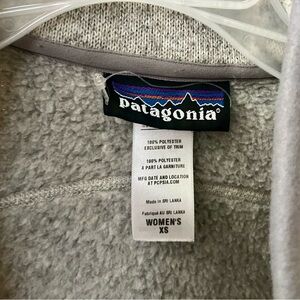 patagonia®
100% POLYESTER
EXCLUSIVE OF TRIM
100% POLYESTER
A PART LA GARNITURE
MFG DATE AND LOCATION
AT PCPSIA.COM
Made in SRI LANKA
Fabriqué AU SRI LANKA
WOMEN'S
XS